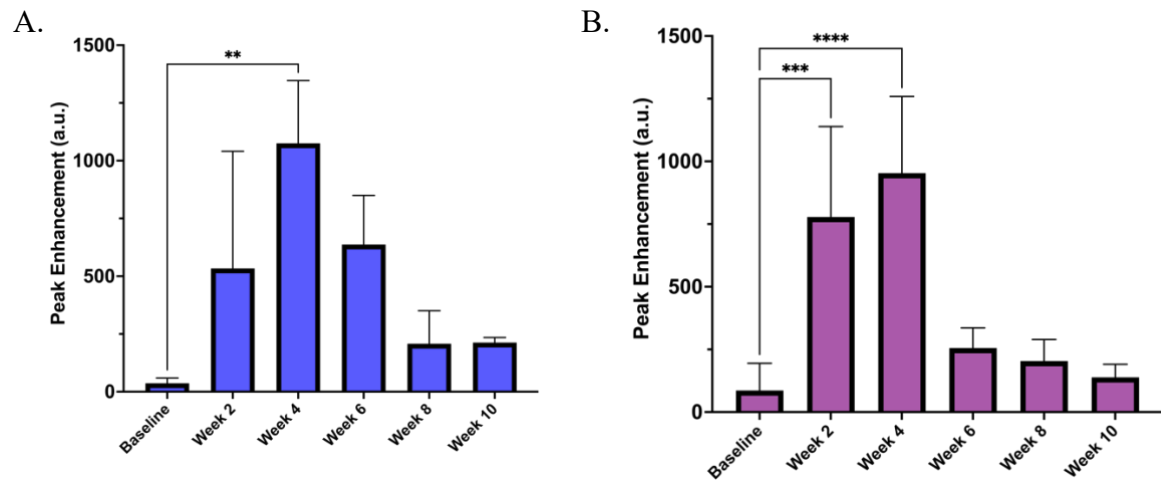 A.
Peak Enhancement (a.u.)
1500
1000
500
0
**
Baseline
Week 2
Week 4
Week 6
Week 8
Week 10
B.
Peak Enhancement (a.u.)
1500
1000
500
0
****
***
Baseline
Week 2
Week 4
Week 6
Week 8
Week 10